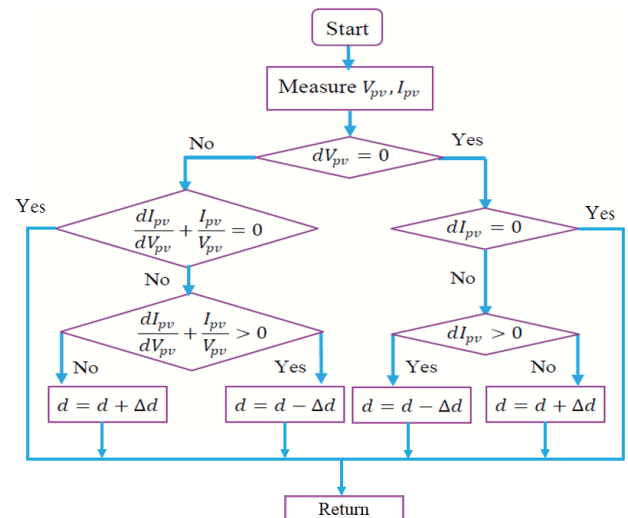 Start
Measure V_pv, I_pv
No
Yes
dV_pv = 0
Yes
Yes
dI_pv/dV_pv + I_pv/V_pv = 0
dI_pv = 0
No
No
dI_pv/dV_pv + I_pv/V_pv > 0
dI_pv > 0
No
Yes
Yes
No
d = d + Δd
d = d − Δd
d = d − Δd
d = d + Δd
Return